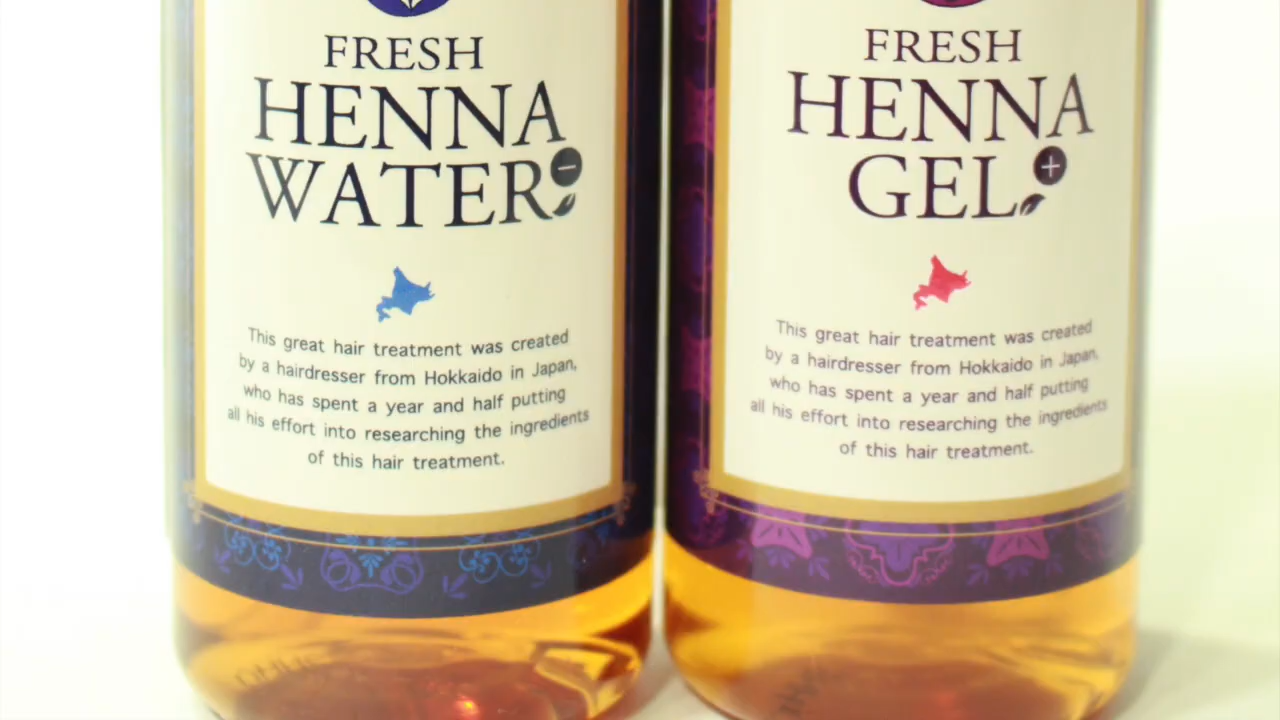 FRESH
HENNA
WATER
This great hair treatment was created
by a hairdresser from Hokkaido in Japan,
who has spent a year and half putting
all his effort into researching the ingredients
of this hair treatment.
FRESH
HENNA
GEL
This great hair treatment was created
by a hairdresser from Hokkaido in Japan,
who has spent a year and half putting
all his effort into researching the ingredients
of this hair treatment.